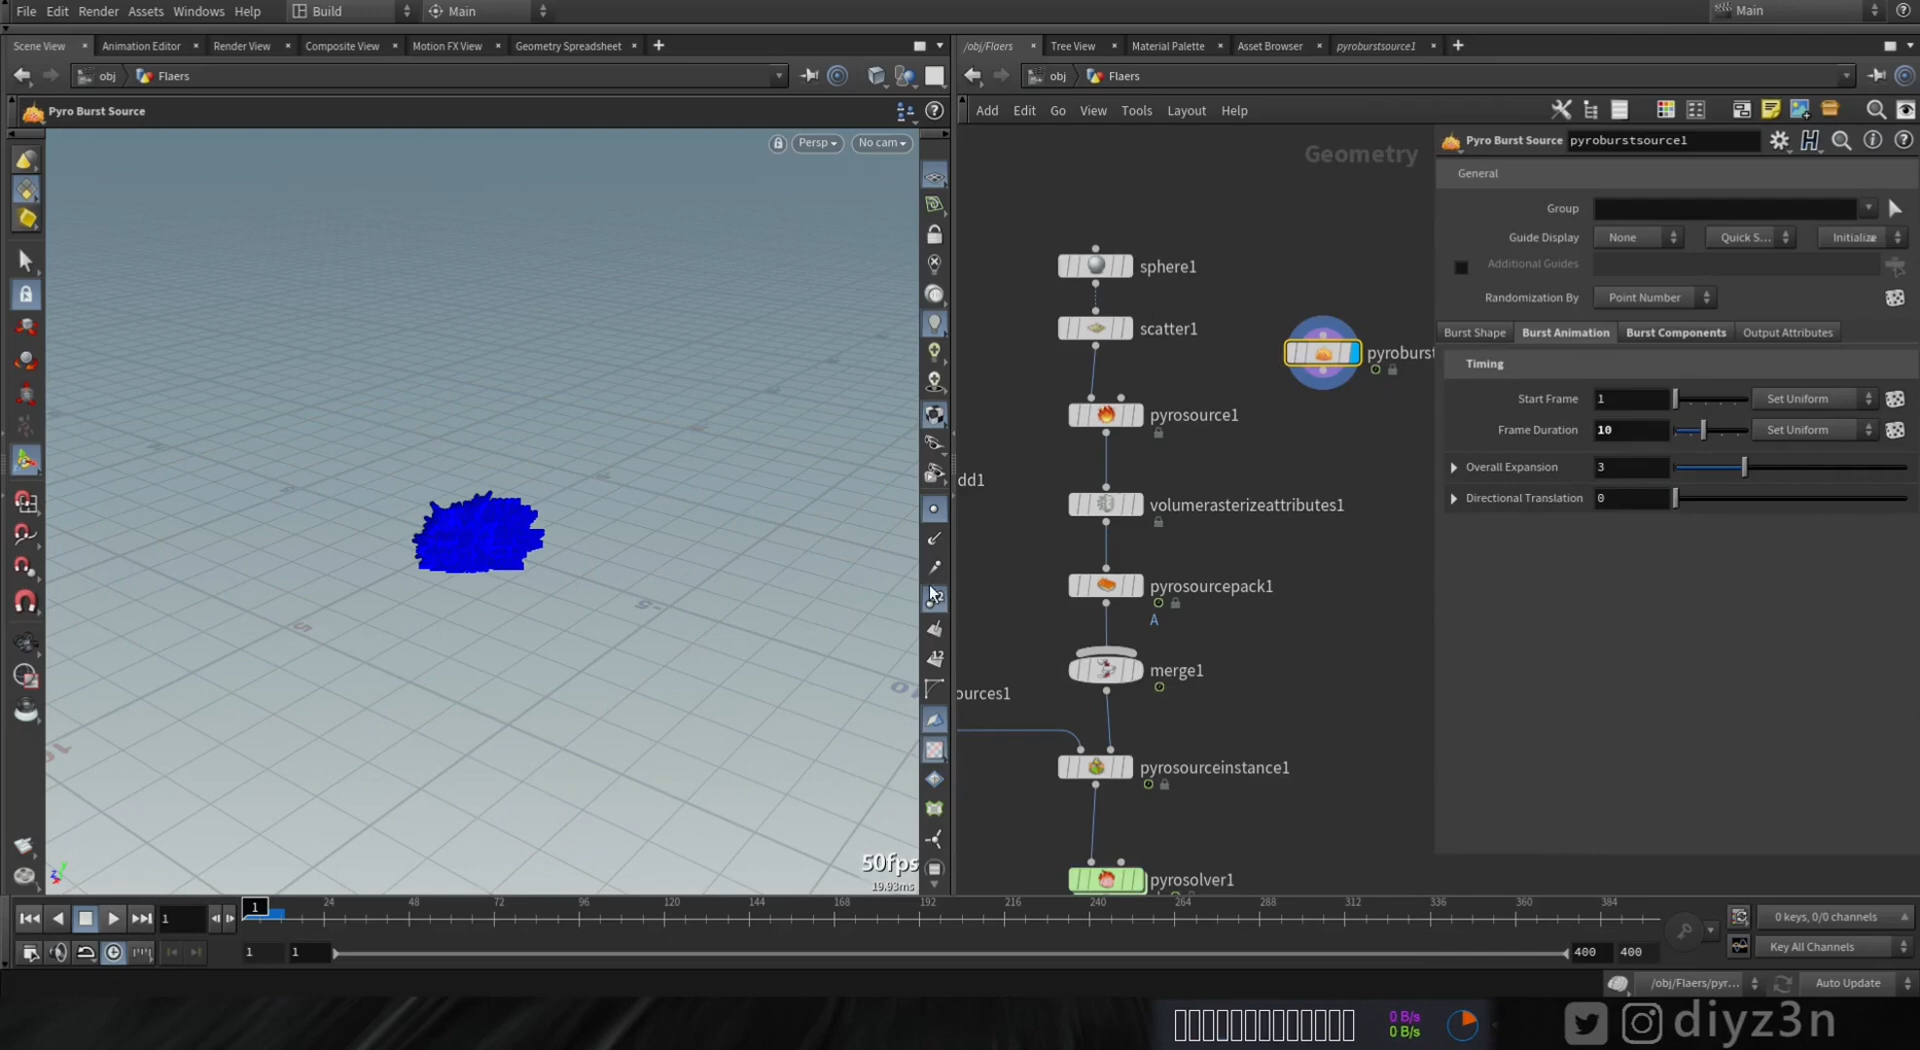 File Edit Render Assets Windows Help Build Main Main
Scene View Animation Editor Render View Composite View Motion FX View Geometry Spreadsheet
/obj/Flaers Tree View Material Palette Asset Browser pyroburstsource1
obj Flaers
obj Flaers
Pyro Burst Source
Add Edit Go View Tools Layout Help
Persp No cam
Geometry
Pyro Burst Source pyroburstsource1
General
Group
Guide Display None Quick S... Initialize
Additional Guides
Randomization By Point Number
Burst Shape Burst Animation Burst Components Output Attributes
Timing
Start Frame 1 Set Uniform
Frame Duration 10 Set Uniform
Overall Expansion 3
Directional Translation 0
sphere1
scatter1
pyroburst
pyrosource1
dd1
volumerasterizeattributes1
pyrosourcepack1
A
merge1
ources1
pyrosourceinstance1
pyrosolver1
50fps
19.93ms
1 1 24 48 72 96 120 144 168 192 216 240 264 288 312 336 360 384
0 keys, 0/0 channels
1 1 400 400
Key All Channels
/obj/Flaers/pyr... Auto Update
0 B/s
0 B/s
diyz3n